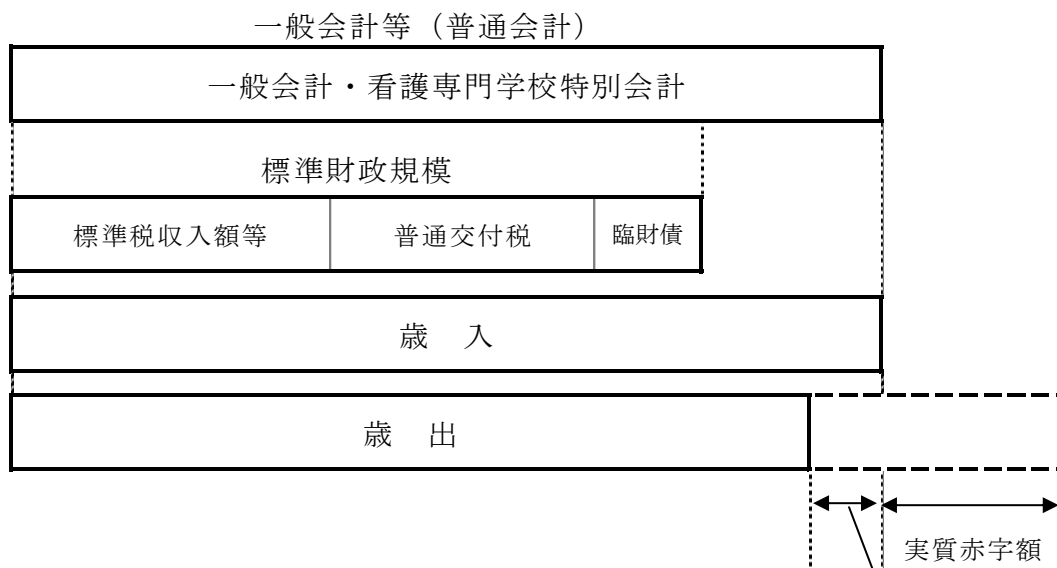 一般会計等（普通会計）
一般会計・看護専門学校特別会計
標準財政規模
標準税収入額等 普通交付税 臨財債
歳 入
歳 出
実質赤字額